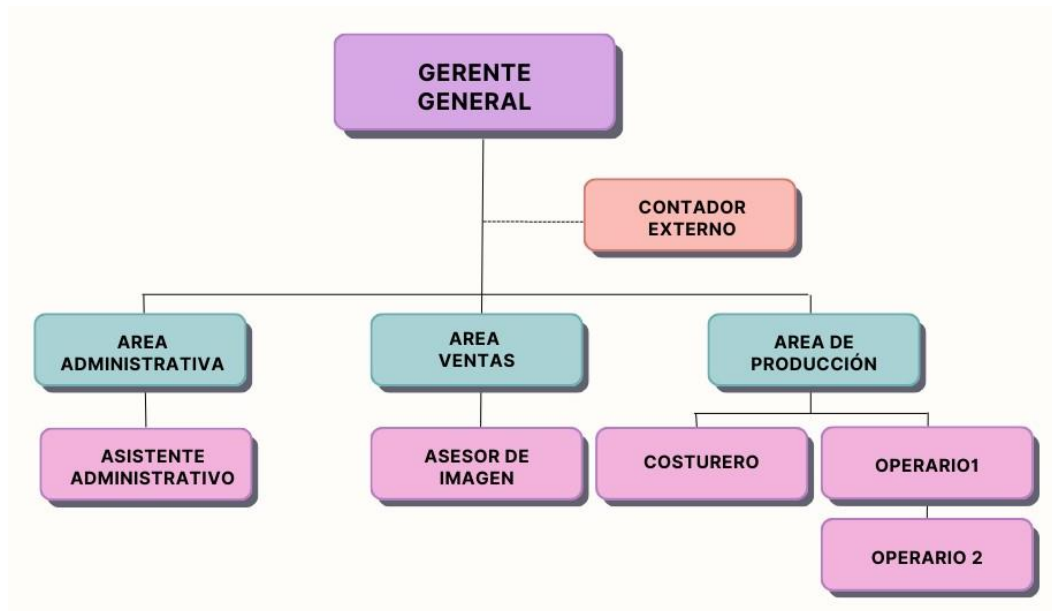 GERENTE
GENERAL
CONTADOR
EXTERNO
AREA
ADMINISTRATIVA
AREA
VENTAS
AREA DE
PRODUCCIÓN
ASISTENTE
ADMINISTRATIVO
ASESOR DE
IMAGEN
COSTURERO
OPERARIO1
OPERARIO 2